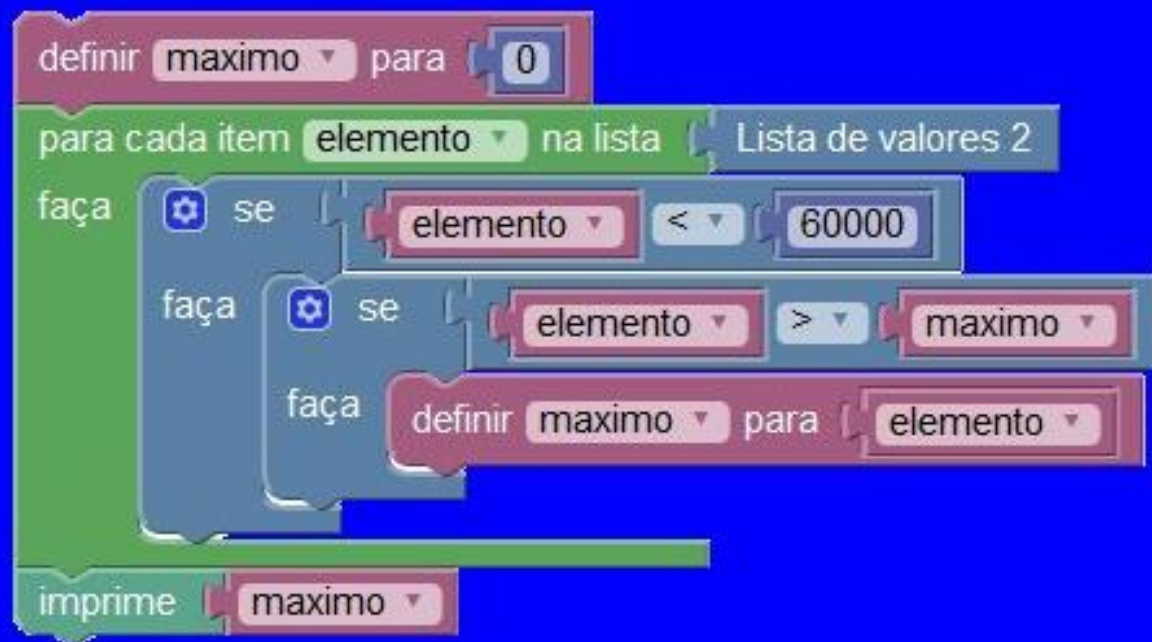 definir maximo para 0
para cada item elemento na lista Lista de valores 2
faça se elemento < 60000
faça se elemento > maximo
faça definir maximo para elemento
imprime maximo